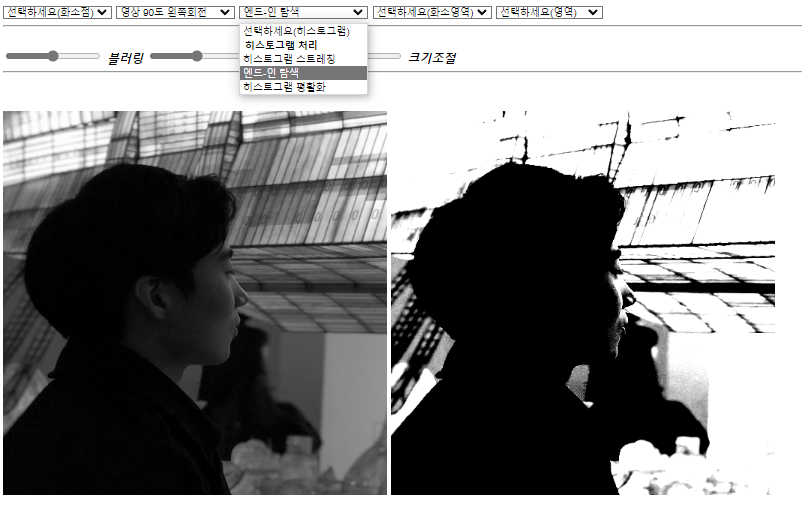 선택하세요(화소점) 영상 90도 왼쪽회전 엔드-인 탐색 선택하세요(화소영역) 선택하세요(영역)
선택하세요(히스토그램)
히스토그램 처리
히스토그램 스트레칭
엔드-인 탐색
히스토그램 평활화
블러링 크기조절